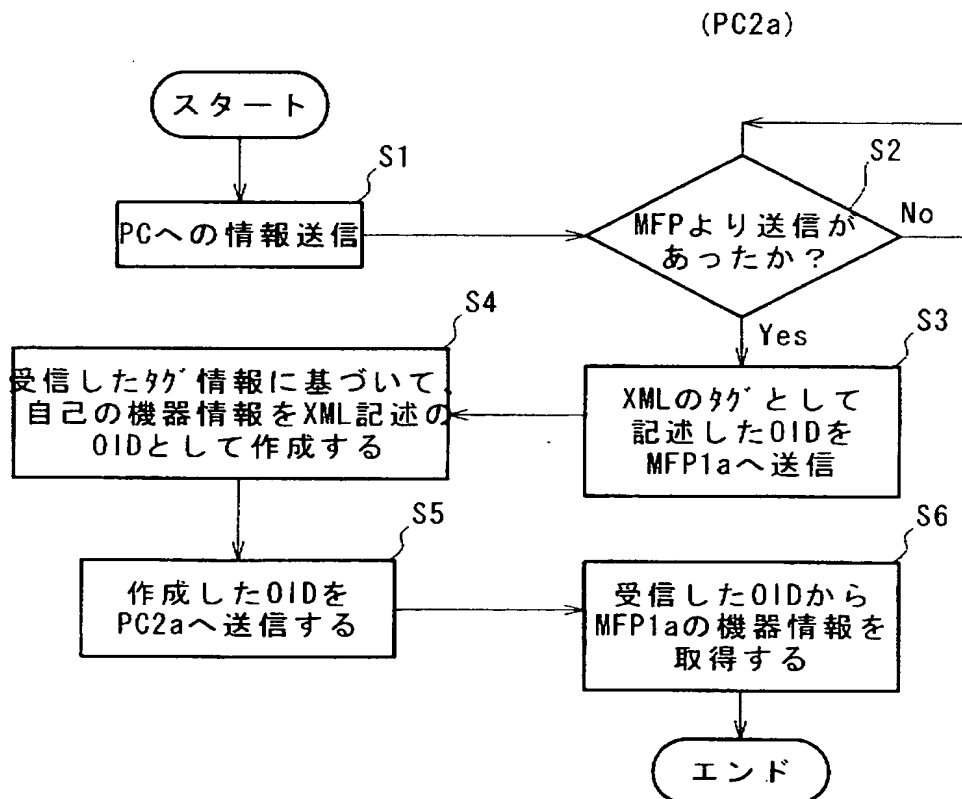 (PC2a)
スタート
S1
PCへの情報送信
S2
MFPより送信が
あったか？
No
Yes
S3
XMLのﾀｸﾞとして
記述したOIDを
MFP1aへ送信
S4
受信したﾀｸﾞ情報に基づいて、
自己の機器情報をXML記述の
OIDとして作成する
S5
作成したOIDを
PC2aへ送信する
S6
受信したOIDから
MFP1aの機器情報を
取得する
エンド